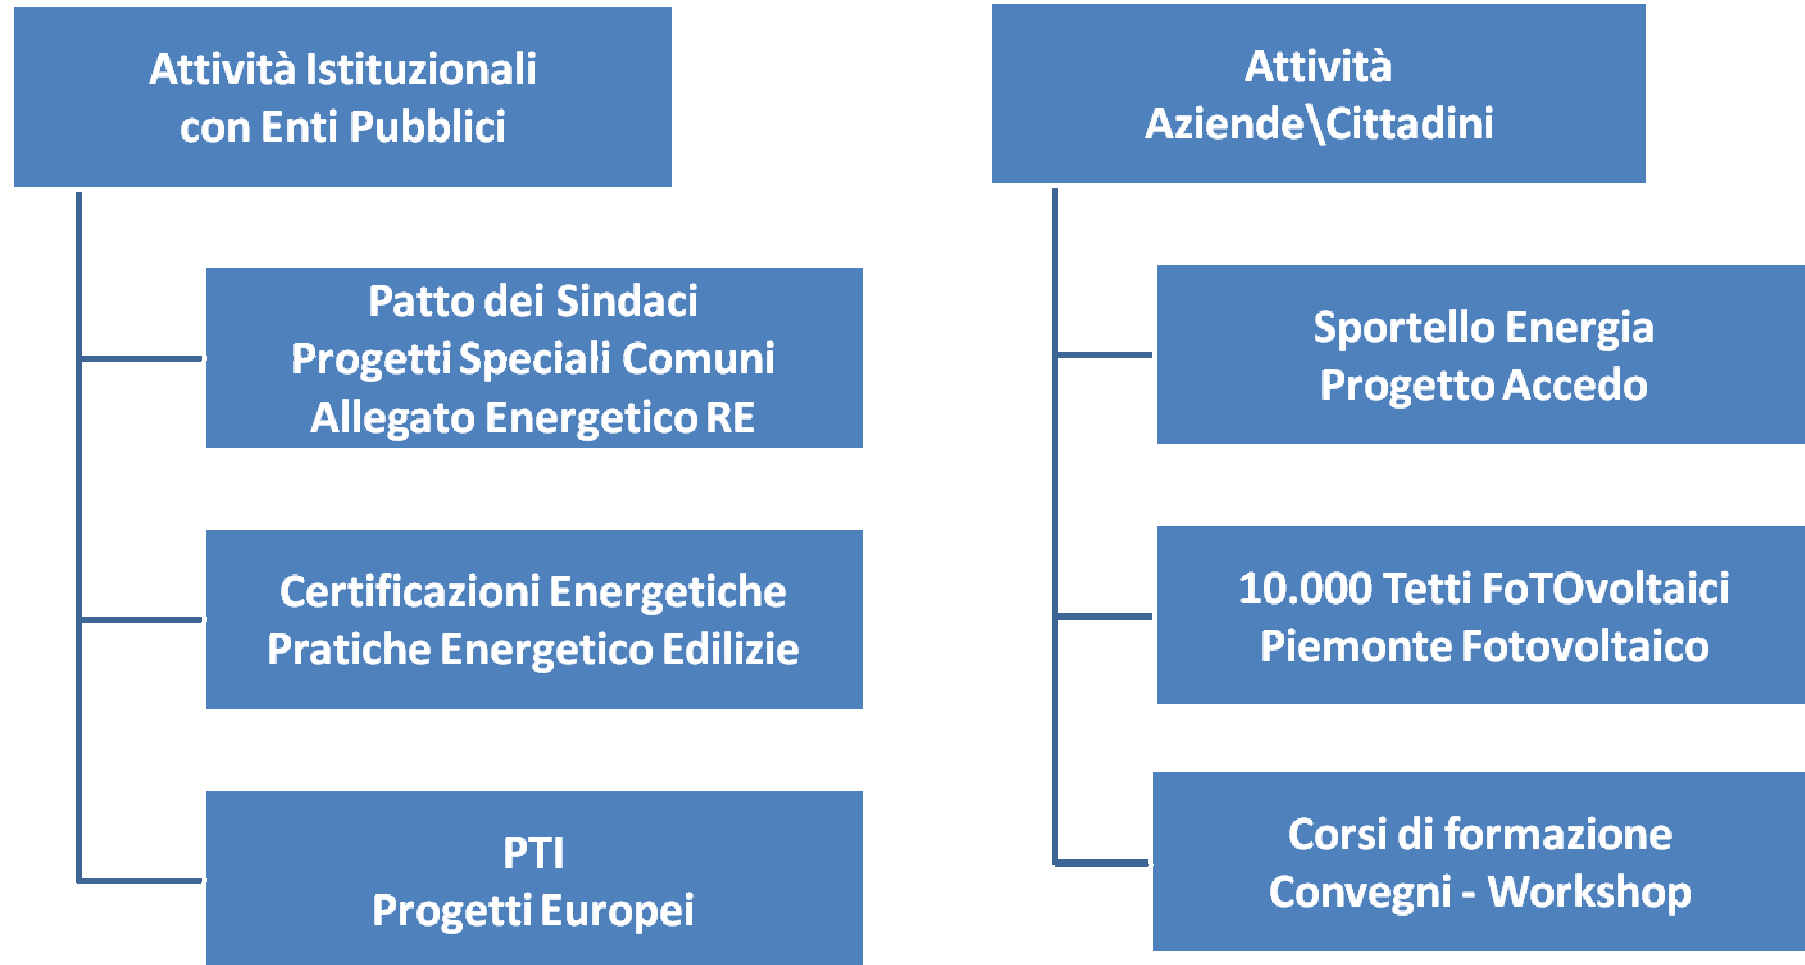 Attività Istituzionali
con Enti Pubblici
Patto dei Sindaci
Progetti Speciali Comuni
Allegato Energetico RE
Certificazioni Energetiche
Pratiche Energetico Edilizie
PTI
Progetti Europei
Attività
Aziende\Cittadini
Sportello Energia
Progetto Accedo
10.000 Tetti FoTOvoltaici
Piemonte Fotovoltaico
Corsi di formazione
Convegni - Workshop